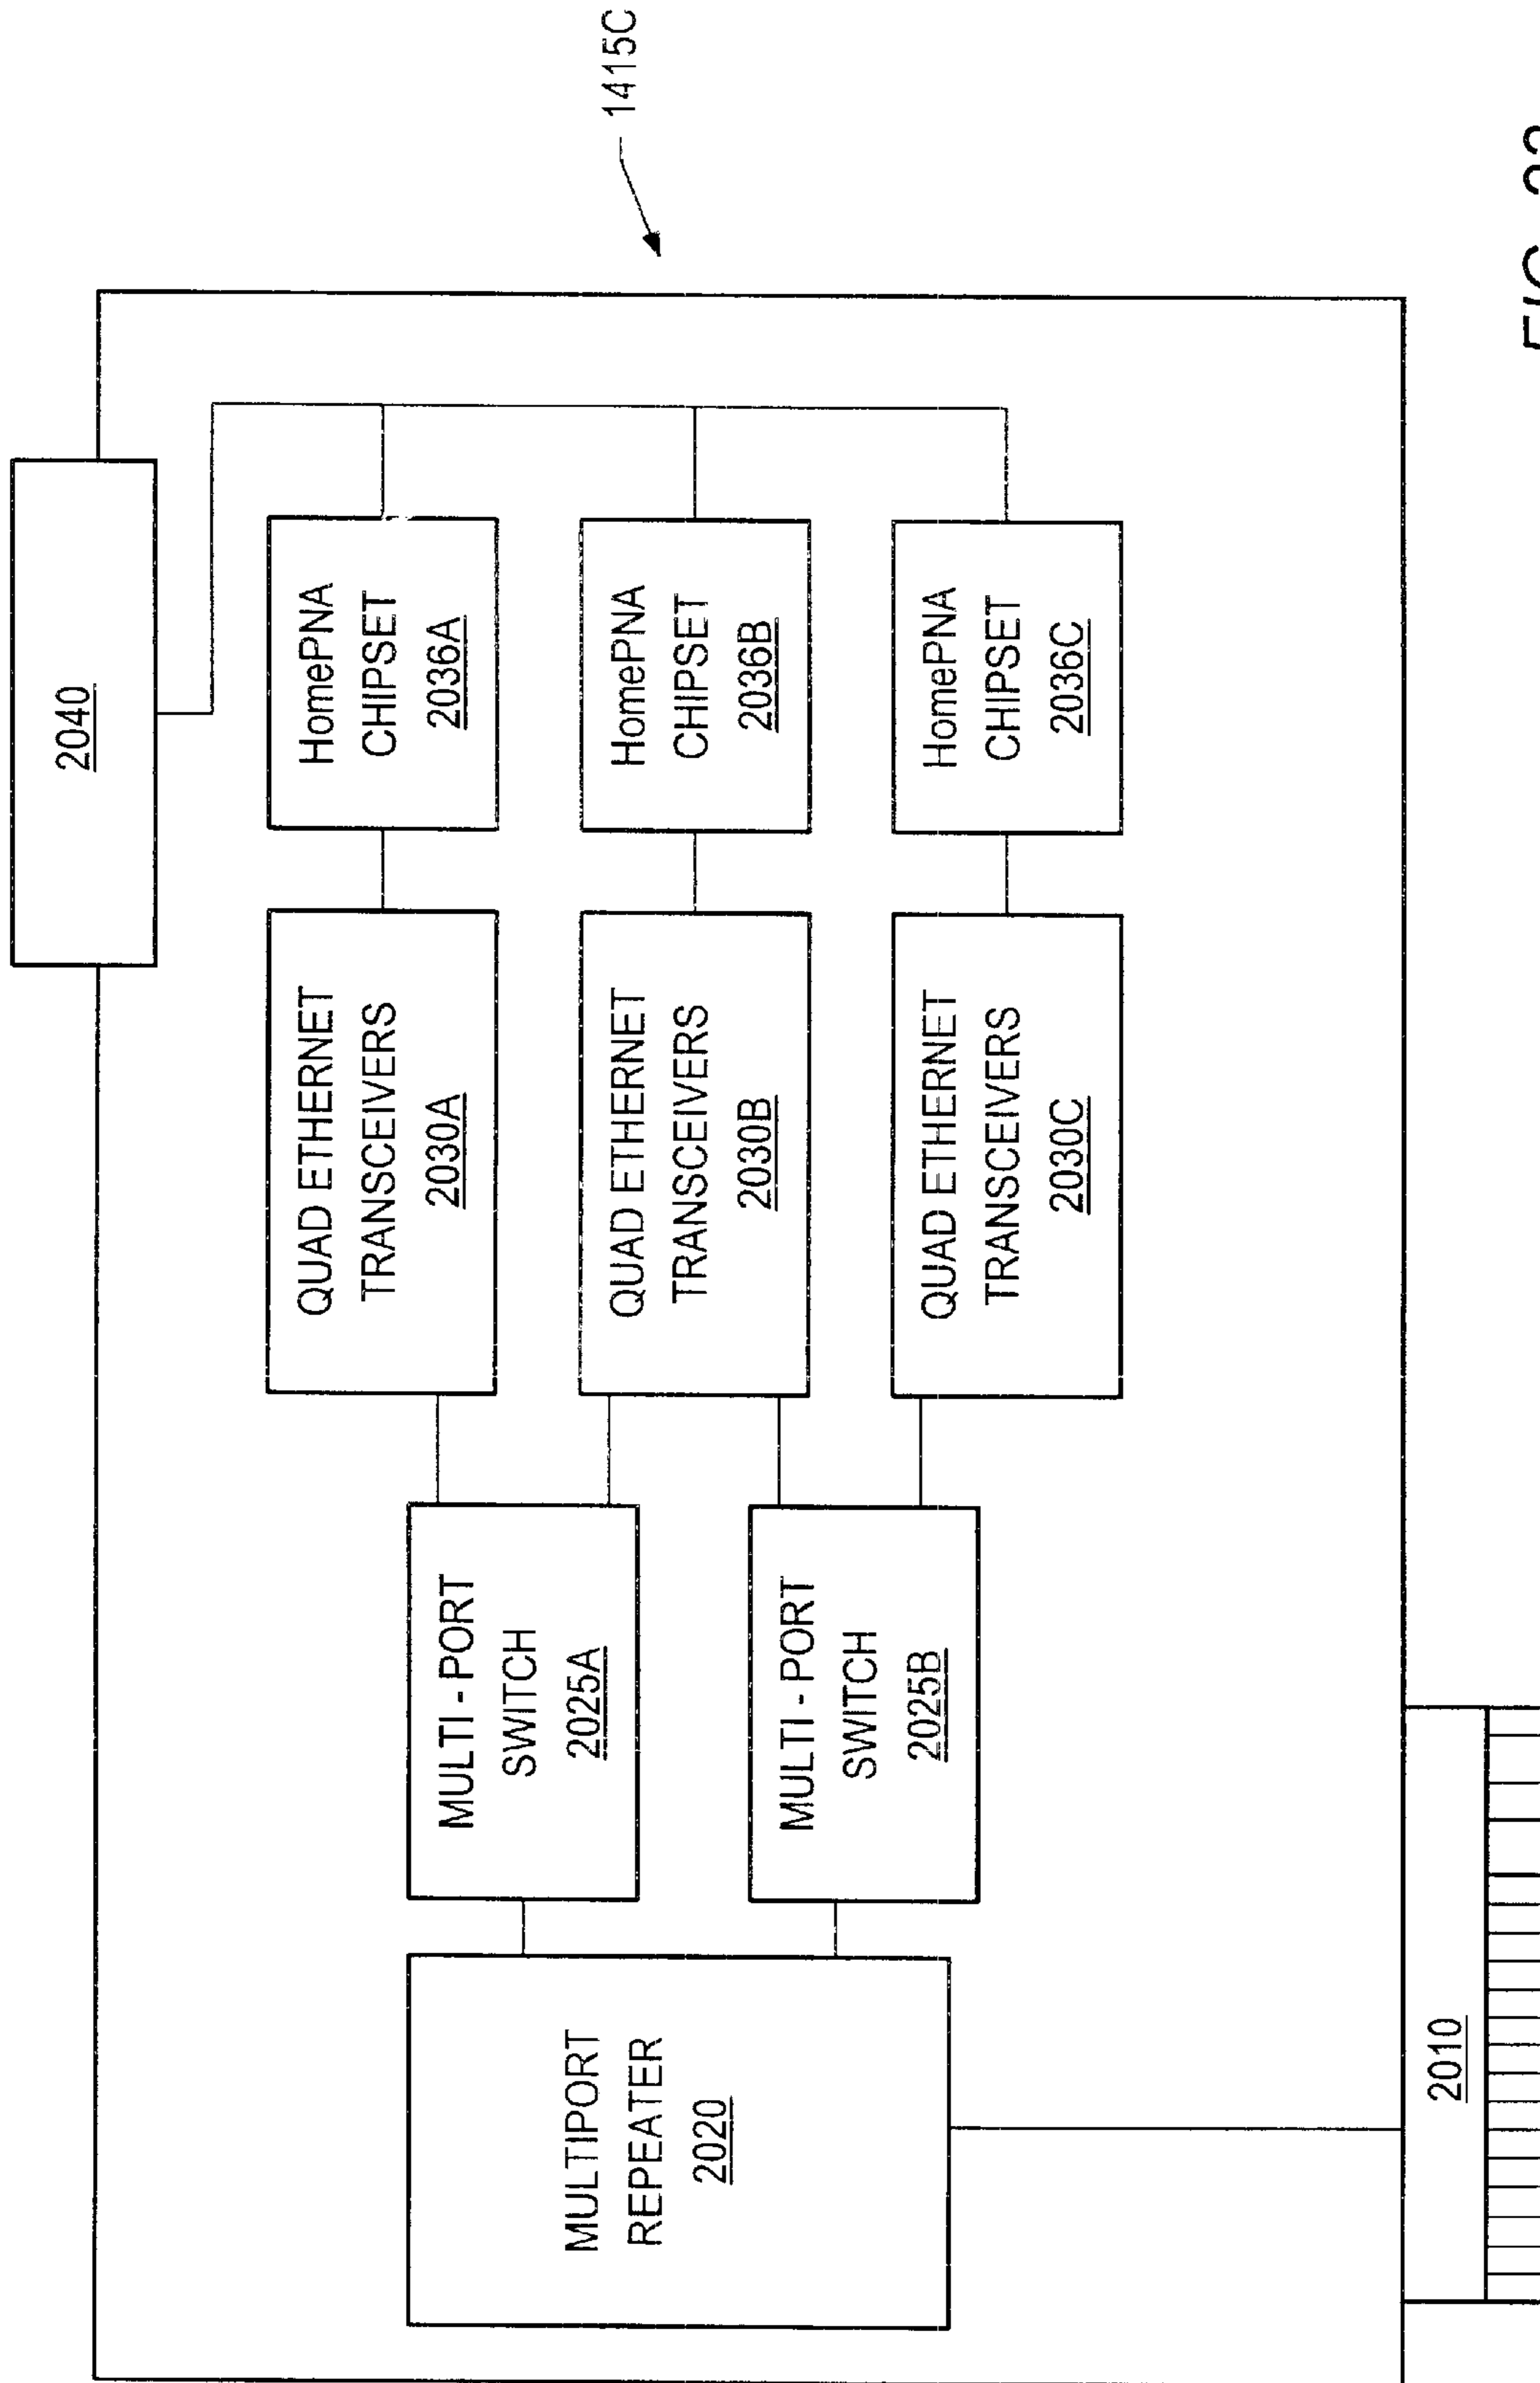 2040
1415C
HomePNA
CHIPSET
2036A
HomePNA
CHIPSET
2036B
HomePNA
CHIPSET
2036C
QUAD ETHERNET
TRANSCEIVERS
2030A
QUAD ETHERNET
TRANSCEIVERS
2030B
QUAD ETHERNET
TRANSCEIVERS
2030C
MULTI - PORT
SWITCH
2025A
MULTI - PORT
SWITCH
2025B
MULTIPORT
REPEATER
2020
2010
FIG.